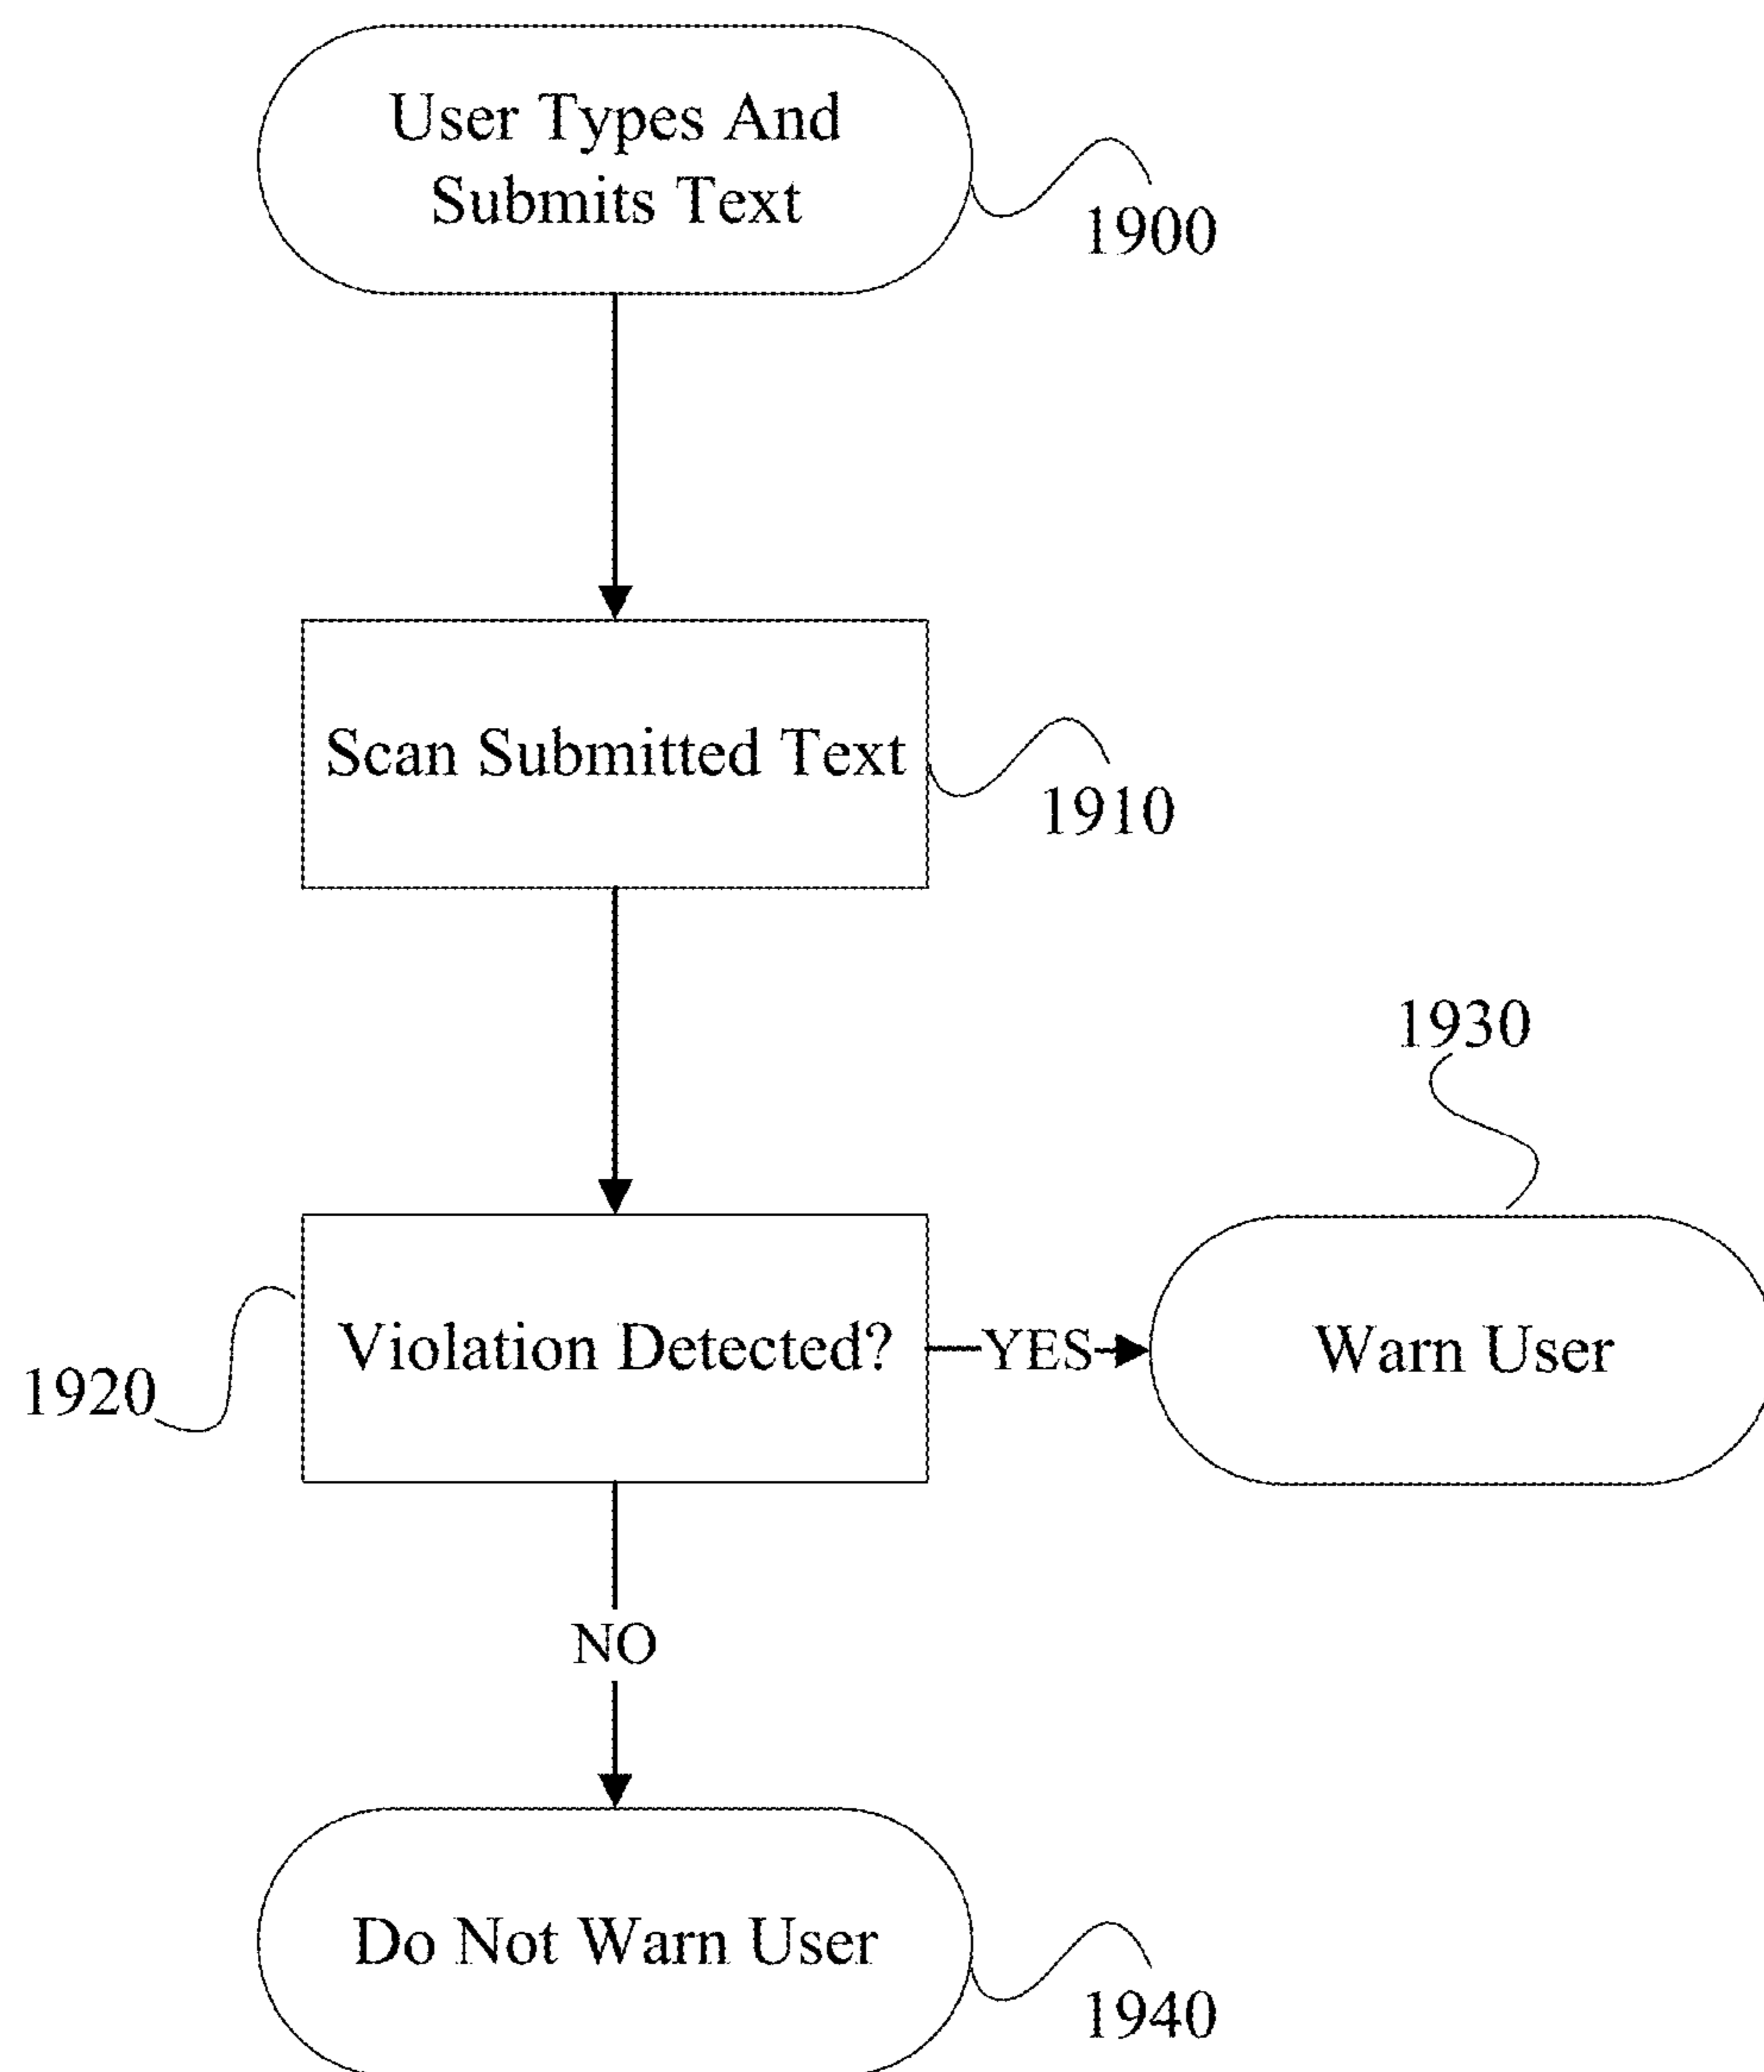 User Types And
Submits Text
1900
Scan Submitted Text
1910
1930
Violation Detected?
YES
Warn User
1920
NO
Do Not Warn User
1940